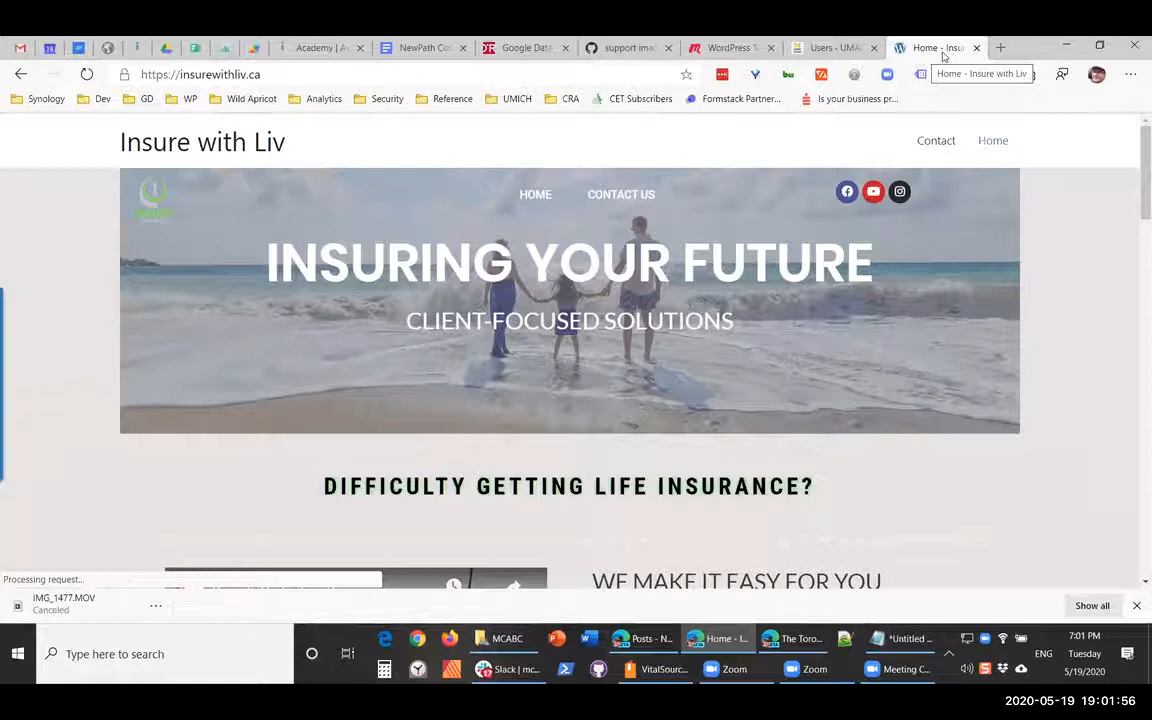 Academy | A
NewPath Co
Google Data
support imac
WordPress T
Users - UMA
Home - Insu
https://insurewithliv.ca
Home - Insure with Liv
Synology
Dev
GD
WP
Wild Apricot
Analytics
Security
Reference
UMICH
CRA
CET Subscribers
Formstack Partner...
Is your business pr...
Insure with Liv
Contact
Home
HOME
CONTACT US
INSURING YOUR FUTURE
CLIENT-FOCUSED SOLUTIONS
DIFFICULTY GETTING LIFE INSURANCE?
WE MAKE IT EASY FOR YOU
Processing request...
IMG_1477.MOV
Canceled
Show all
MCABC
Posts - N...
Home - I...
The Toro...
*Untitled ...
7:01 PM
Type here to search
ENG
Tuesday
Slack | mc...
VitalSourc...
Zoom
Zoom
Meeting C...
5/19/2020
2020-05-19 19:01:56